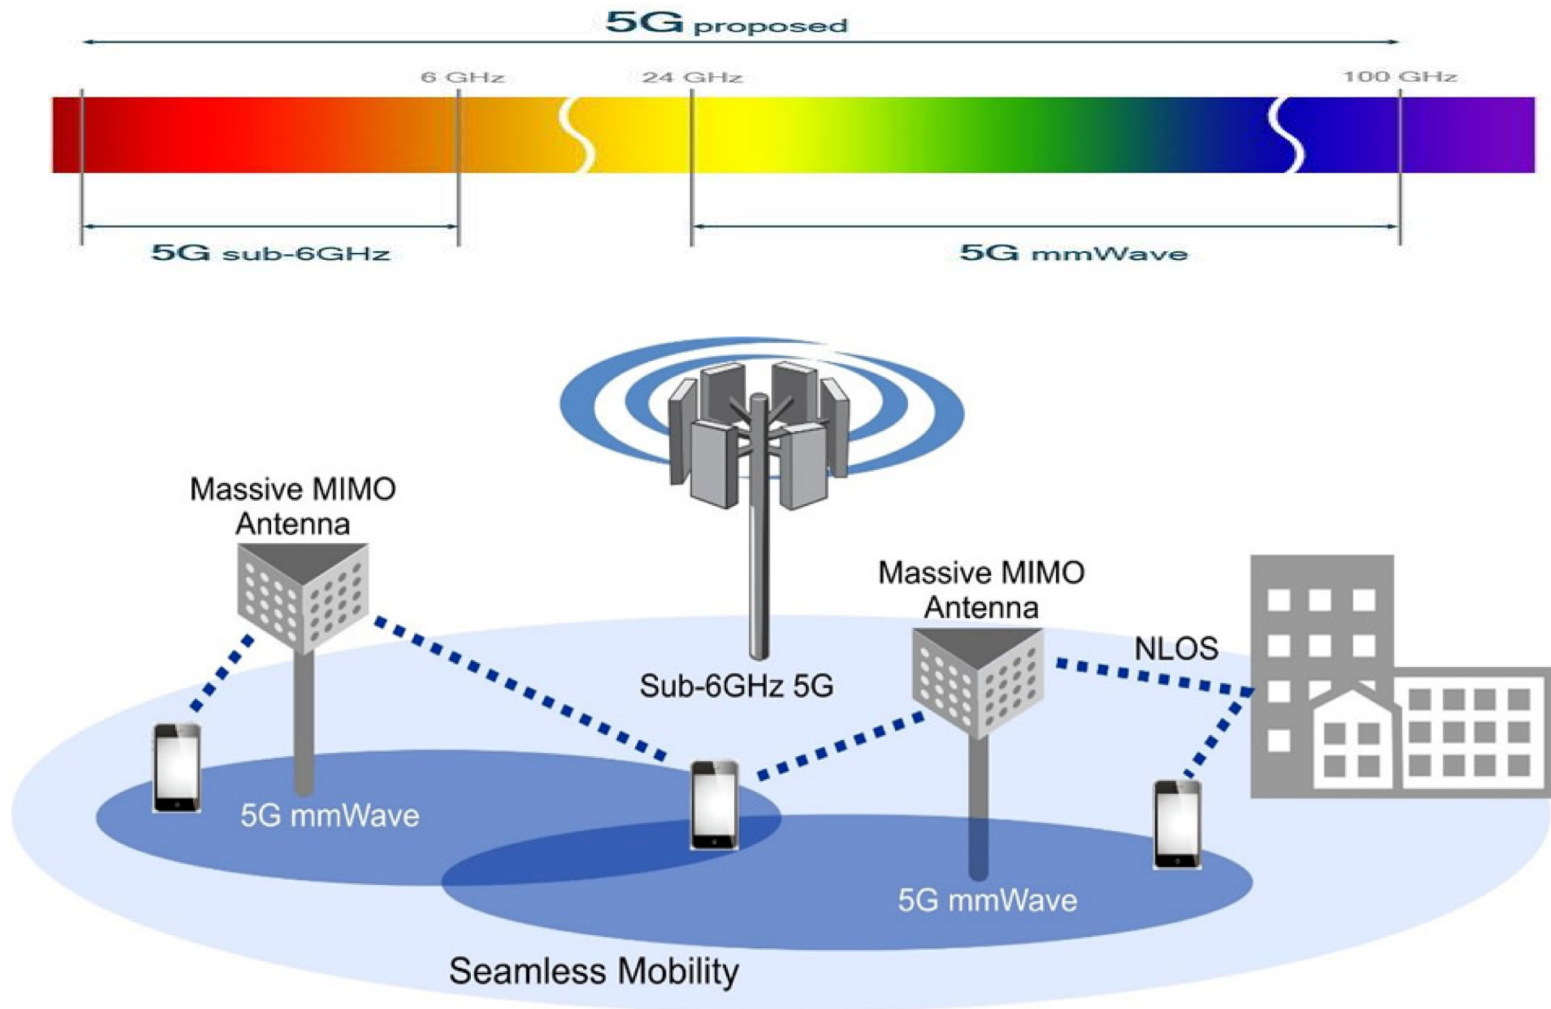 5G proposed
6 GHz
24 GHz
100 GHz
5G sub-6GHz
5G mmWave
Massive MIMO
Antenna
Massive MIMO
Antenna
NLOS
Sub-6GHz 5G
5G mmWave
5G mmWave
Seamless Mobility